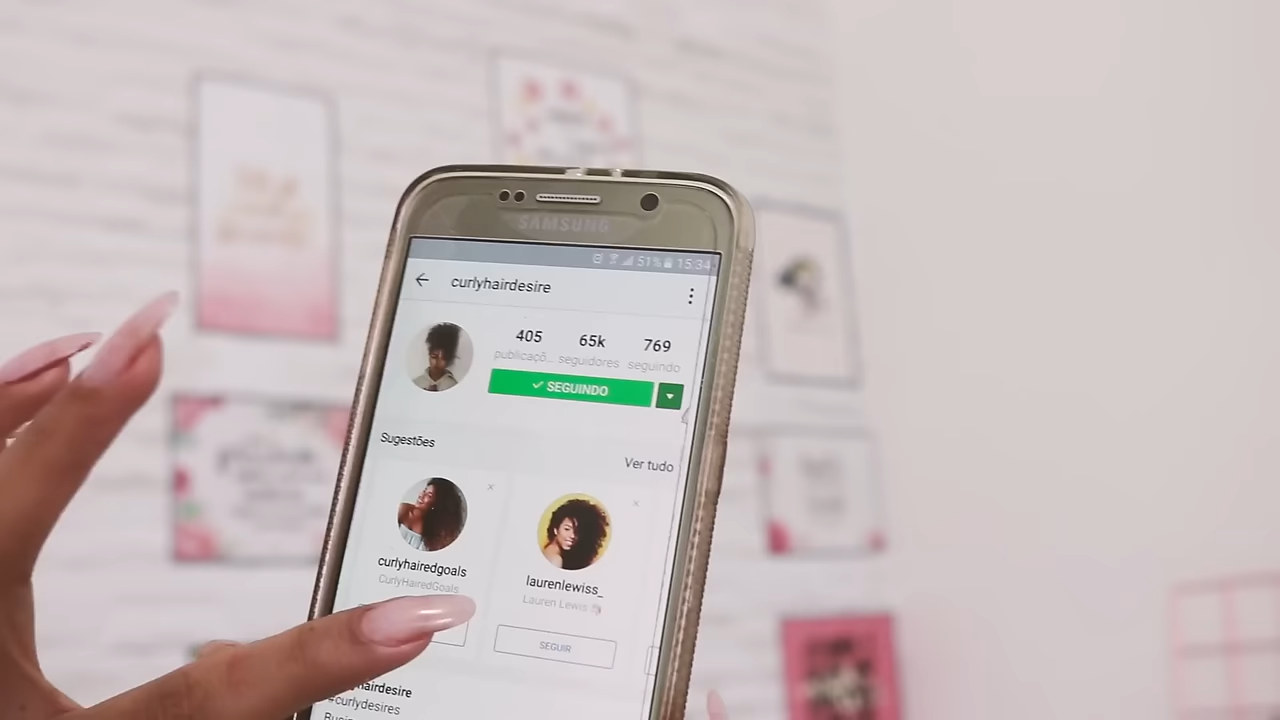 SAMSUNG
51% 15:34
curlyhairdesire
405 65k 769
publicaçõ... seguidores seguindo
SEGUINDO
Sugestões
Ver tudo
curlyhairedgoals
CurlyHairedGoals
laurenlewiss_
Lauren Lewis
SEGUIR
hairdesire
#curlydesires